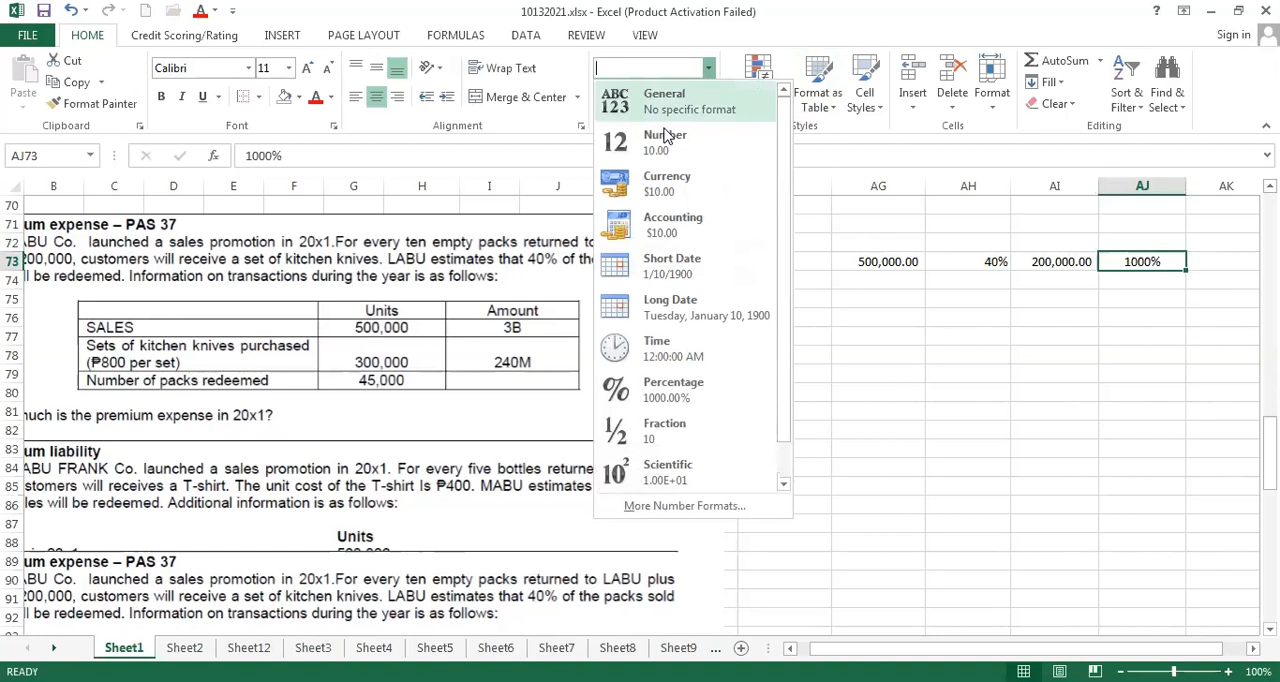 10132021.xlsx - Excel (Product Activation Failed)
FILE
HOME
Credit Scoring/Rating
INSERT
PAGE LAYOUT
FORMULAS
DATA
REVIEW
VIEW
Sign in
Paste
Cut
Copy
Format Painter
Clipboard
Calibri
11
B I U
Font
Wrap Text
Merge & Center
Alignment
Format as
Table
Cell
Styles
tyles
Insert
Delete
Format
Cells
AutoSum
Fill
Clear
Sort &
Filter
Find &
Select
Editing
AJ73
fx
1000%
ABC
123
General
No specific format
12
Number
10.00
Currency
$10.00
Accounting
$10.00
Short Date
1/10/1900
Long Date
Tuesday, January 10, 1900
Time
12:00:00 AM
%
Percentage
1000.00%
1/2
Fraction
10
10²
Scientific
1.00E+01
More Number Formats...
B C D E F G H I J AG AH AI AJ AK
70
71 um expense – PAS 37
72 ABU Co. launched a sales promotion in 20x1.For every ten empty packs returned to
73 200,000, customers will receive a set of kitchen knives. LABU estimates that 40% of the
74 ll be redeemed. Information on transactions during the year is as follows:
500,000.00 40% 200,000.00 1000%
75
76
77
78
79
80
Units Amount
SALES 500,000 3B
Sets of kitchen knives purchased
(₱800 per set) 300,000 240M
Number of packs redeemed 45,000
81 nuch is the premium expense in 20x1?
82
83 um liability
84 ABU FRANK Co. launched a sales promotion in 20x1. For every five bottles returne
85 stomers will receives a T-shirt. The unit cost of the T-shirt Is ₱400. MABU estimates
86 les will be redeemed. Additional information is as follows:
87
88 Units
89 um expense – PAS 37
90 ABU Co. launched a sales promotion in 20x1.For every ten empty packs returned to LABU plus
91 200,000, customers will receive a set of kitchen knives. LABU estimates that 40% of the packs sold
92 ll be redeemed. Information on transactions during the year is as follows:
Sheet1
Sheet2
Sheet12
Sheet3
Sheet4
Sheet5
Sheet6
Sheet7
Sheet8
Sheet9
...
READY
100%